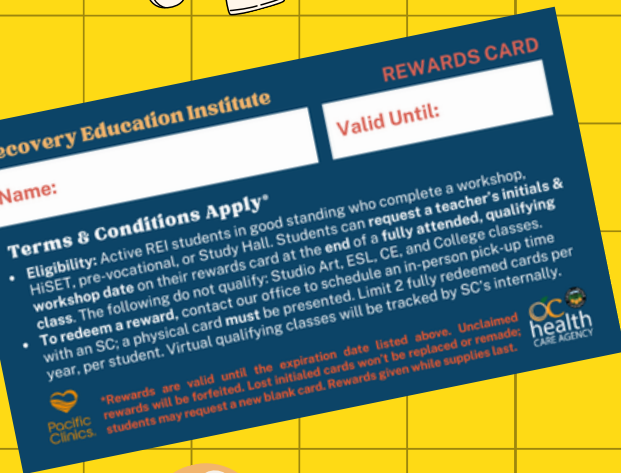 REWARDS CARD
ecovery Education Institute
Name:
Valid Until:
Terms & Conditions Apply*
• Eligibility: Active REI students in good standing who complete a workshop,
HiSET, pre-vocational, or Study Hall. Students can request a teacher's initials &
workshop date on their rewards card at the end of a fully attended, qualifying
class. The following do not qualify: Studio Art, ESL, CE, and College classes.
• To redeem a reward, contact our office to schedule an in-person pick-up time
with an SC; a physical card must be presented. Limit 2 fully redeemed cards per
year, per student. Virtual qualifying classes will be tracked by SC's internally.
*Rewards are valid until the expiration date listed above. Unclaimed
rewards will be forfeited. Lost initialed cards won't be replaced or remade;
students may request a new blank card. Rewards given while supplies last.
Pacific
Clinics.
OC
health
CARE AGENCY